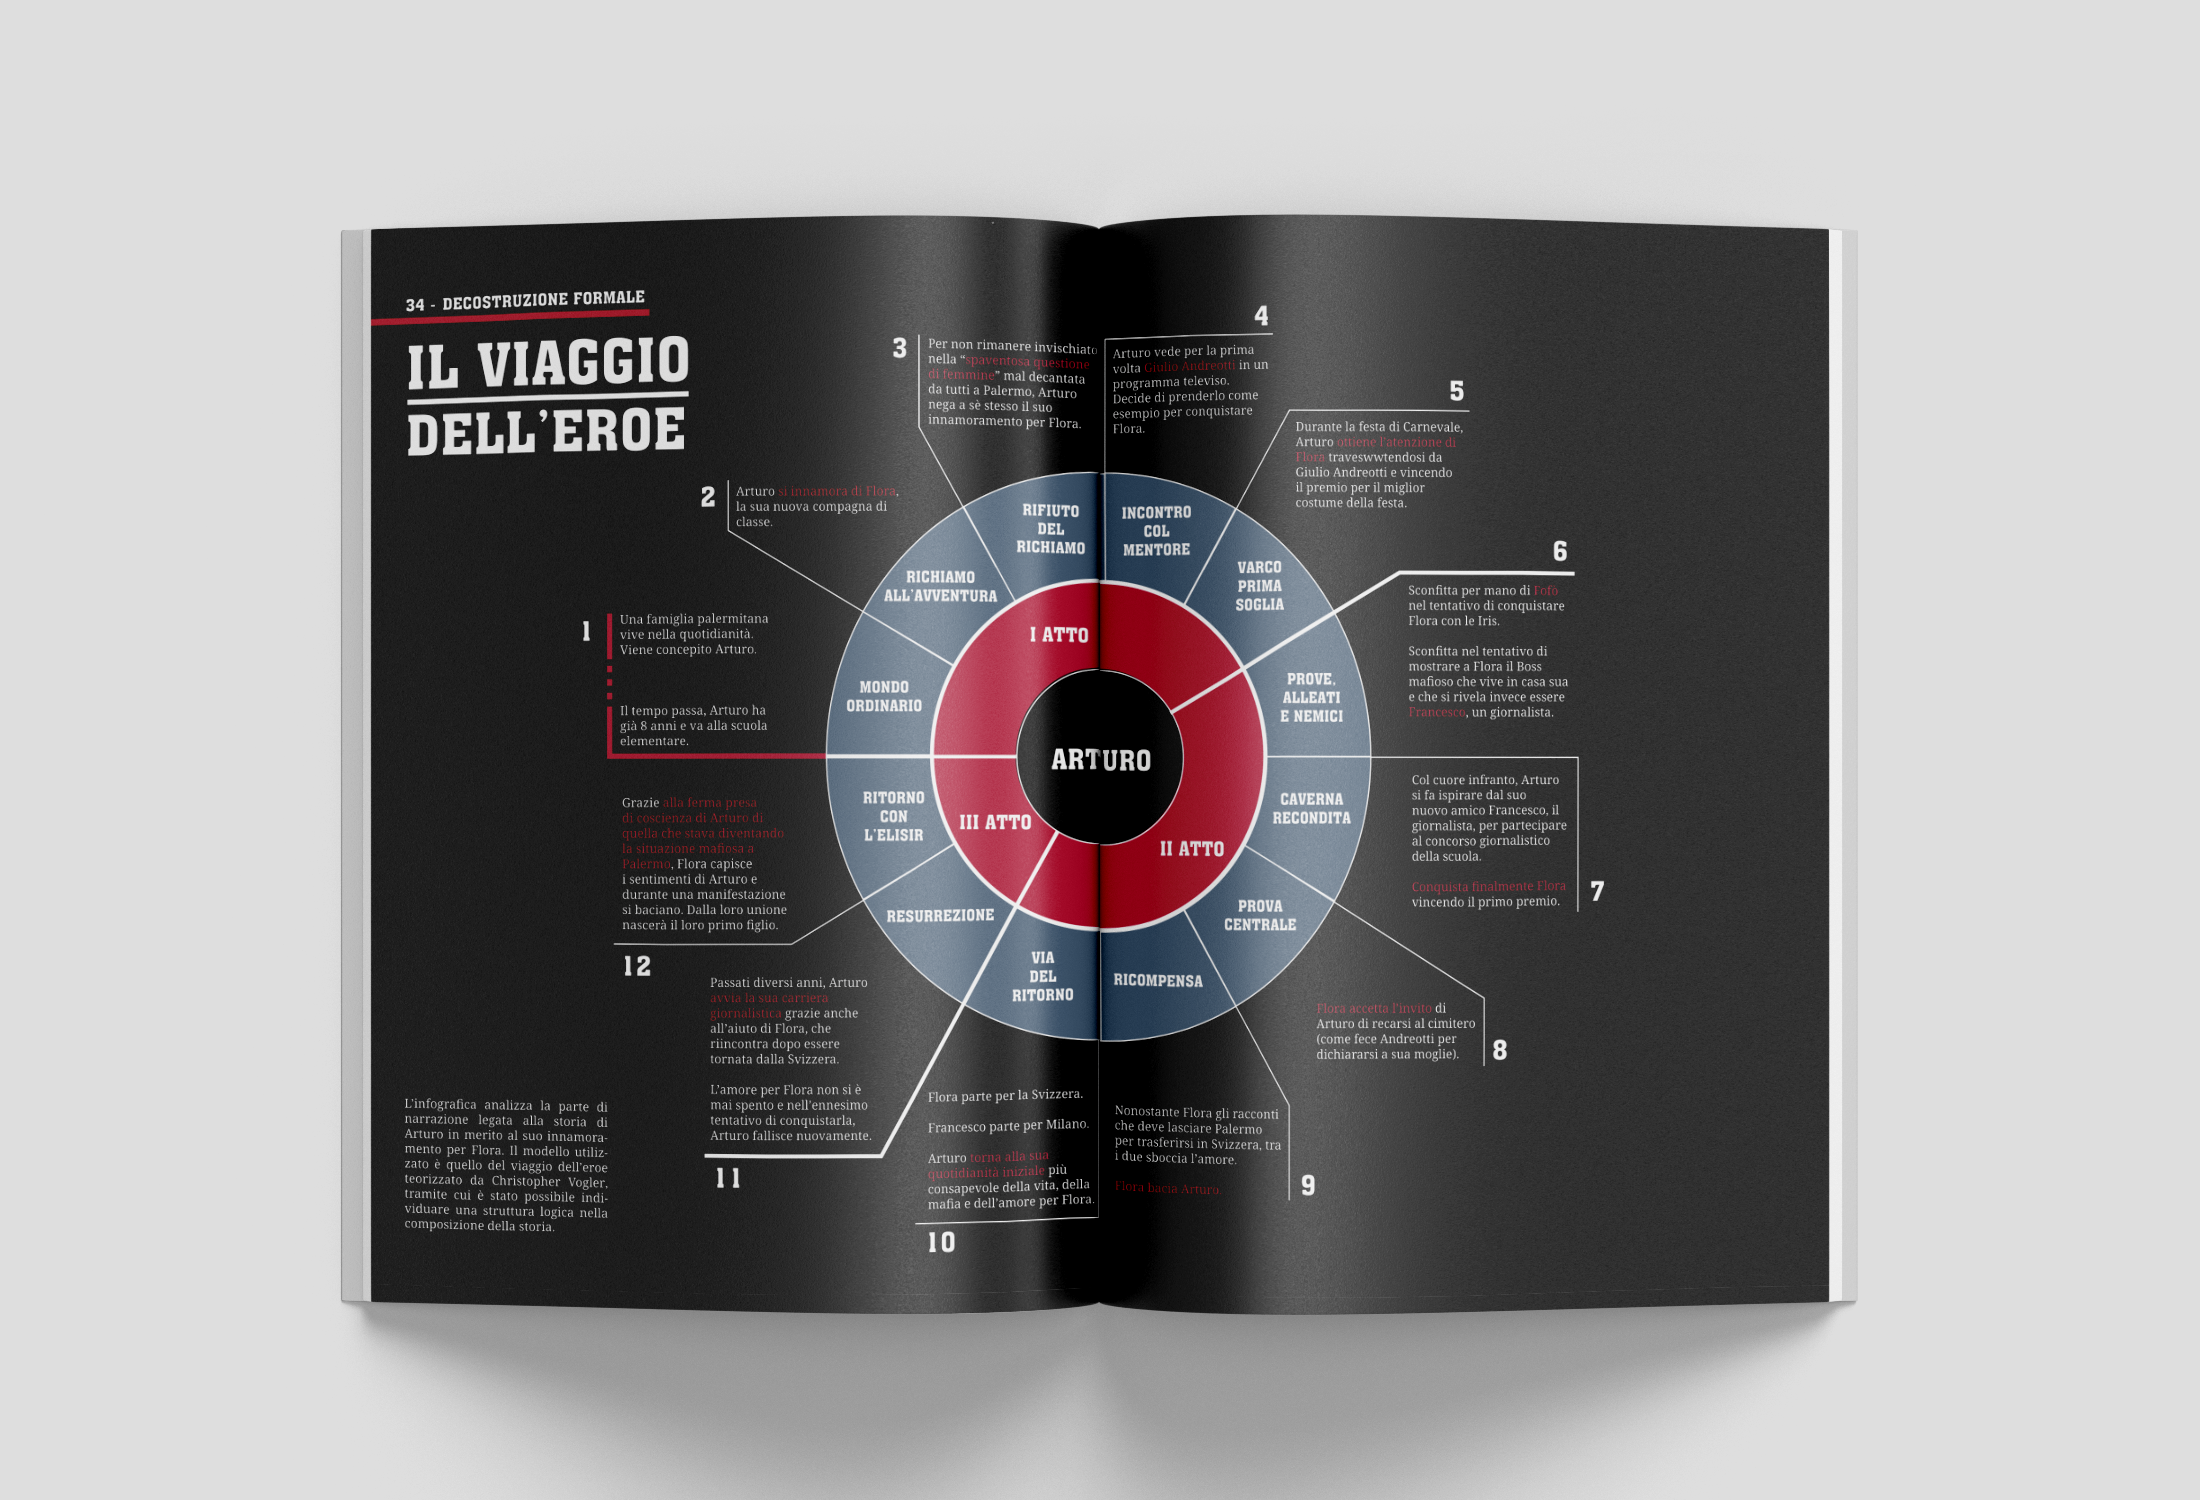 34 - DECOSTRUZIONE FORMALE
IL VIAGGIO
DELL'EROE
1
Una famiglia palermitana
vive nella quotidianità.
Viene concepito Arturo.
Il tempo passa, Arturo ha
già 8 anni e va alla scuola
elementare.
2
Arturo si innamora di Flora,
la sua nuova compagna di
classe.
3
Per non rimanere invischiato
nella “spaventosa questione
di femmine” mal decantata
da tutti a Palermo, Arturo
nega a sè stesso il suo
innamoramento per Flora.
4
Arturo vede per la prima
volta Giulio Andreotti in un
programma televiso.
Decide di prenderlo come
esempio per conquistare
Flora.
5
Durante la festa di Carnevale,
Arturo ottiene l'atenzione di
Flora traveswwtendosi da
Giulio Andreotti e vincendo
il premio per il miglior
costume della festa.
6
Sconfitta per mano di Fofò
nel tentativo di conquistare
Flora con le Iris.
Sconfitta nel tentativo di
mostrare a Flora il Boss
mafioso che vive in casa sua
e che si rivela invece essere
Francesco, un giornalista.
Col cuore infranto, Arturo
si fa ispirare dal suo
nuovo amico Francesco, il
giornalista, per partecipare
al concorso giornalistico
della scuola.
Conquista finalmente Flora
vincendo il primo premio.
7
Flora accetta l'invito di
Arturo di recarsi al cimitero
(come fece Andreotti per
dichiararsi a sua moglie).
8
Nonostante Flora gli racconti
che deve lasciare Palermo
per trasferirsi in Svizzera, tra
i due sboccia l'amore.
Flora bacia Arturo.
9
Flora parte per la Svizzera.
Francesco parte per Milano.
Arturo torna alla sua
quotidianità iniziale più
consapevole della vita, della
mafia e dell'amore per Flora.
10
Passati diversi anni, Arturo
avvia la sua carriera
giornalistica grazie anche
all'aiuto di Flora, che
riincontra dopo essere
tornata dalla Svizzera.
L'amore per Flora non si è
mai spento e nell'ennesimo
tentativo di conquistarla,
Arturo fallisce nuovamente.
11
Grazie alla ferma presa
di coscienza di Arturo di
quella che stava diventando
la situazione mafiosa a
Palermo, Flora capisce
i sentimenti di Arturo e
durante una manifestazione
si baciano. Dalla loro unione
nascerà il loro primo figlio.
12
MONDO
ORDINARIO
RICHIAMO
ALL'AVVENTURA
RIFIUTO
DEL
RICHIAMO
INCONTRO
COL
MENTORE
VARCO
PRIMA
SOGLIA
PROVE,
ALLEATI
E NEMICI
CAVERNA
RECONDITA
PROVA
CENTRALE
RICOMPENSA
VIA
DEL
RITORNO
RESURREZIONE
RITORNO
CON
L'ELISIR
I ATTO
II ATTO
III ATTO
ARTURO
L'infografica analizza la parte di
narrazione legata alla storia di
Arturo in merito al suo innamora-
mento per Flora. Il modello utiliz-
zato è quello del viaggio dell'eroe
teorizzato da Christopher Vogler,
tramite cui è stato possibile indi-
viduare una struttura logica nella
composizione della storia.